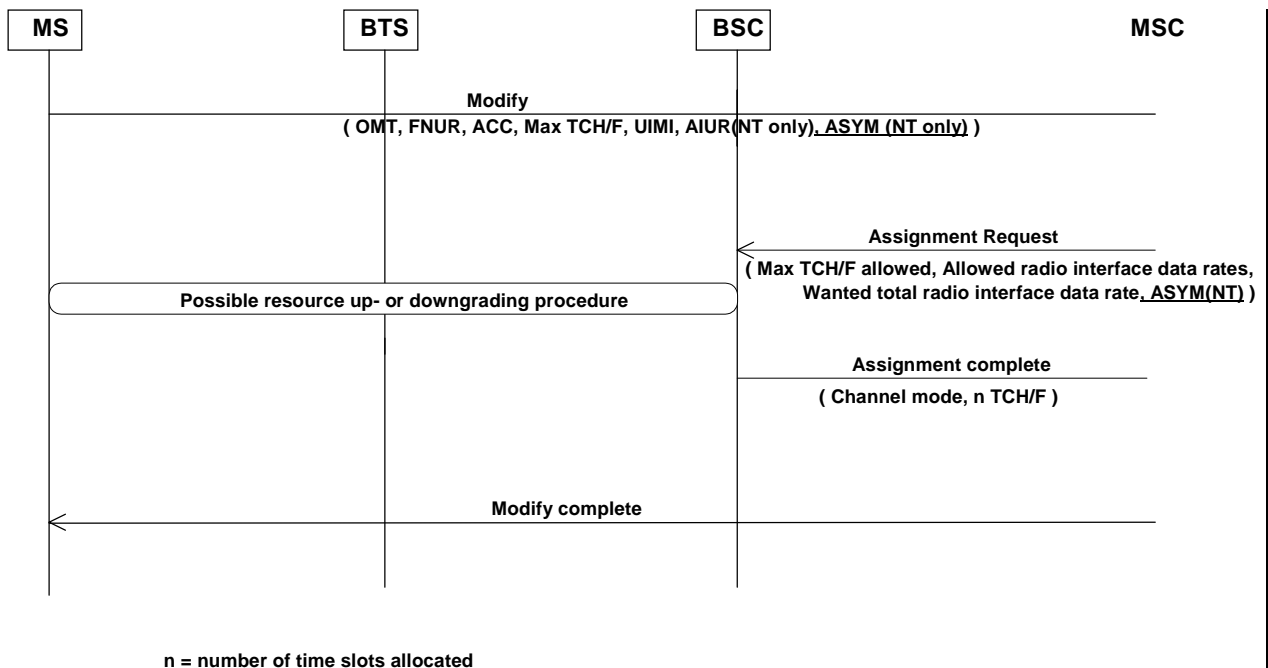 MS BTS BSC MSC
Modify
( OMT, FNUR, ACC, Max TCH/F, UIMI, AIUR(NT only), ASYM (NT only) )
Assignment Request
( Max TCH/F allowed, Allowed radio interface data rates,
Wanted total radio interface data rate, ASYM(NT) )
Possible resource up- or downgrading procedure
Assignment complete
( Channel mode, n TCH/F )
Modify complete
n = number of time slots allocated